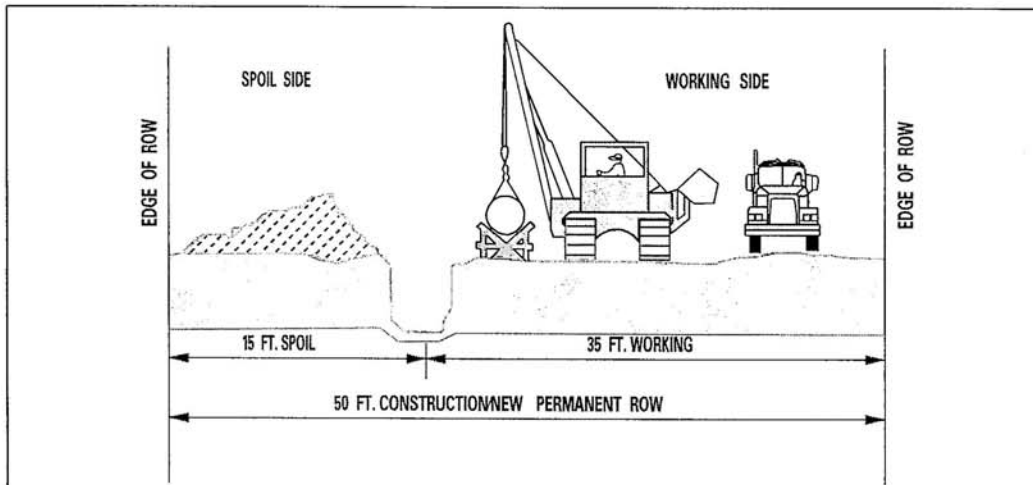 SPOIL SIDE
WORKING SIDE
EDGE OF ROW
EDGE OF ROW
15 FT. SPOIL
35 FT. WORKING
50 FT. CONSTRUCTION/NEW PERMANENT ROW